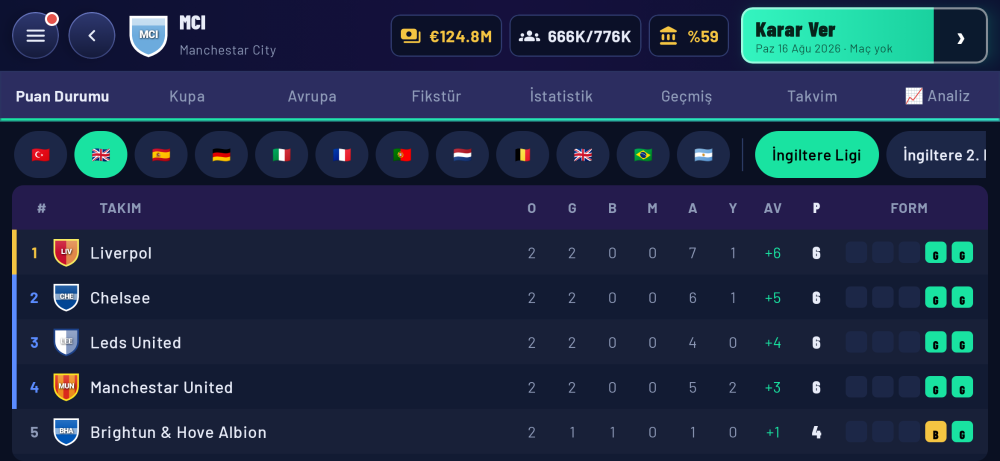 MCI
MCI
Manchestar City
€124.8M
666K/776K
%59
Karar Ver
Paz 16 Ağu 2026 · Maç yok
Puan Durumu Kupa Avrupa Fikstür İstatistik Geçmiş Takvim Analiz
İngiltere Ligi İngiltere 2.
# TAKIM O G B M A Y AV P FORM
1 LIV Liverpol 2 2 0 0 7 1 +6 6 G G
2 CHE Chelsee 2 2 0 0 6 1 +5 6 G G
3 LEE Leds United 2 2 0 0 4 0 +4 6 G G
4 MUN Manchestar United 2 2 0 0 5 2 +3 6 G G
5 BHA Brightun & Hove Albion 2 1 1 0 1 0 +1 4 B G